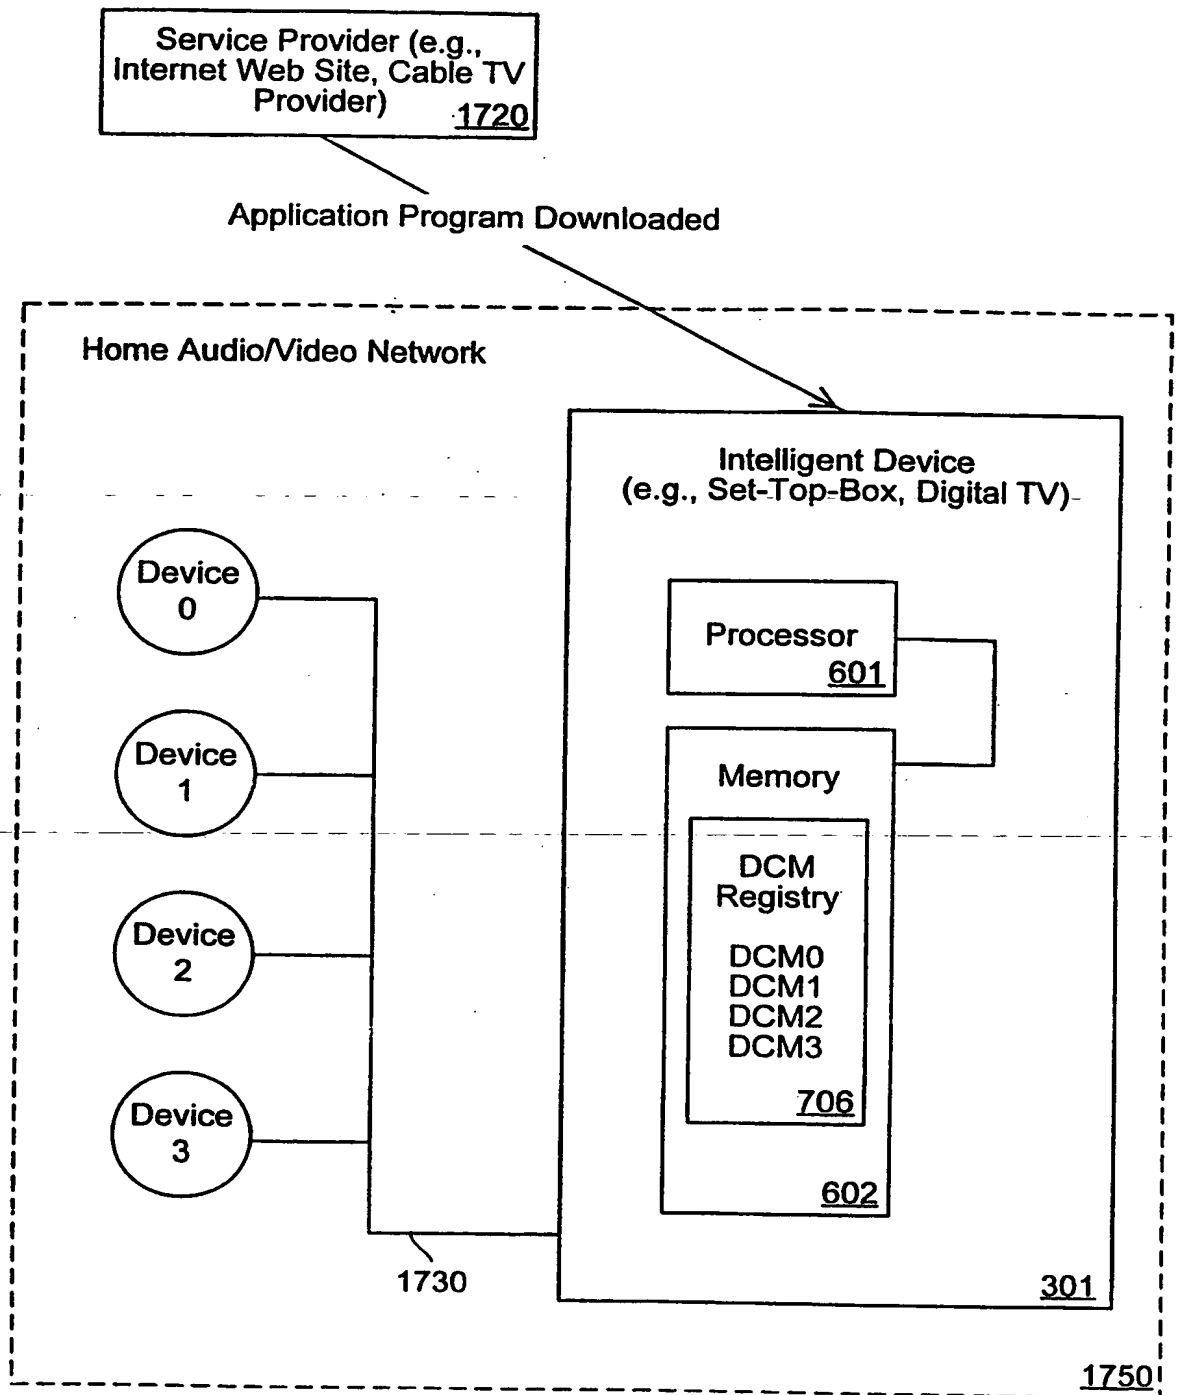 Service Provider (e.g.,
Internet Web Site, Cable TV
Provider)
1720
Application Program Downloaded
Home Audio/Video Network
Intelligent Device
(e.g., Set-Top-Box, Digital TV)
Device
0
Device
1
Device
2
Device
3
Processor
601
Memory
DCM
Registry
DCM0
DCM1
DCM2
DCM3
706
602
1730
301
1750